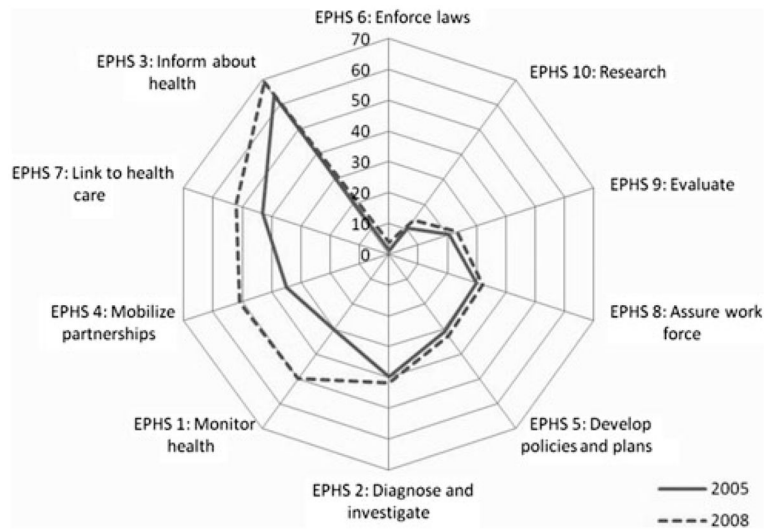 EPHS 6: Enforce laws
70
60
50
40
30
20
10
0
EPHS 10: Research
EPHS 9: Evaluate
EPHS 8: Assure work
force
EPHS 5: Develop
policies and plans
EPHS 2: Diagnose and
investigate
EPHS 1: Monitor
health
EPHS 4: Mobilize
partnerships
EPHS 7: Link to health
care
EPHS 3: Inform about
health
2005
2008